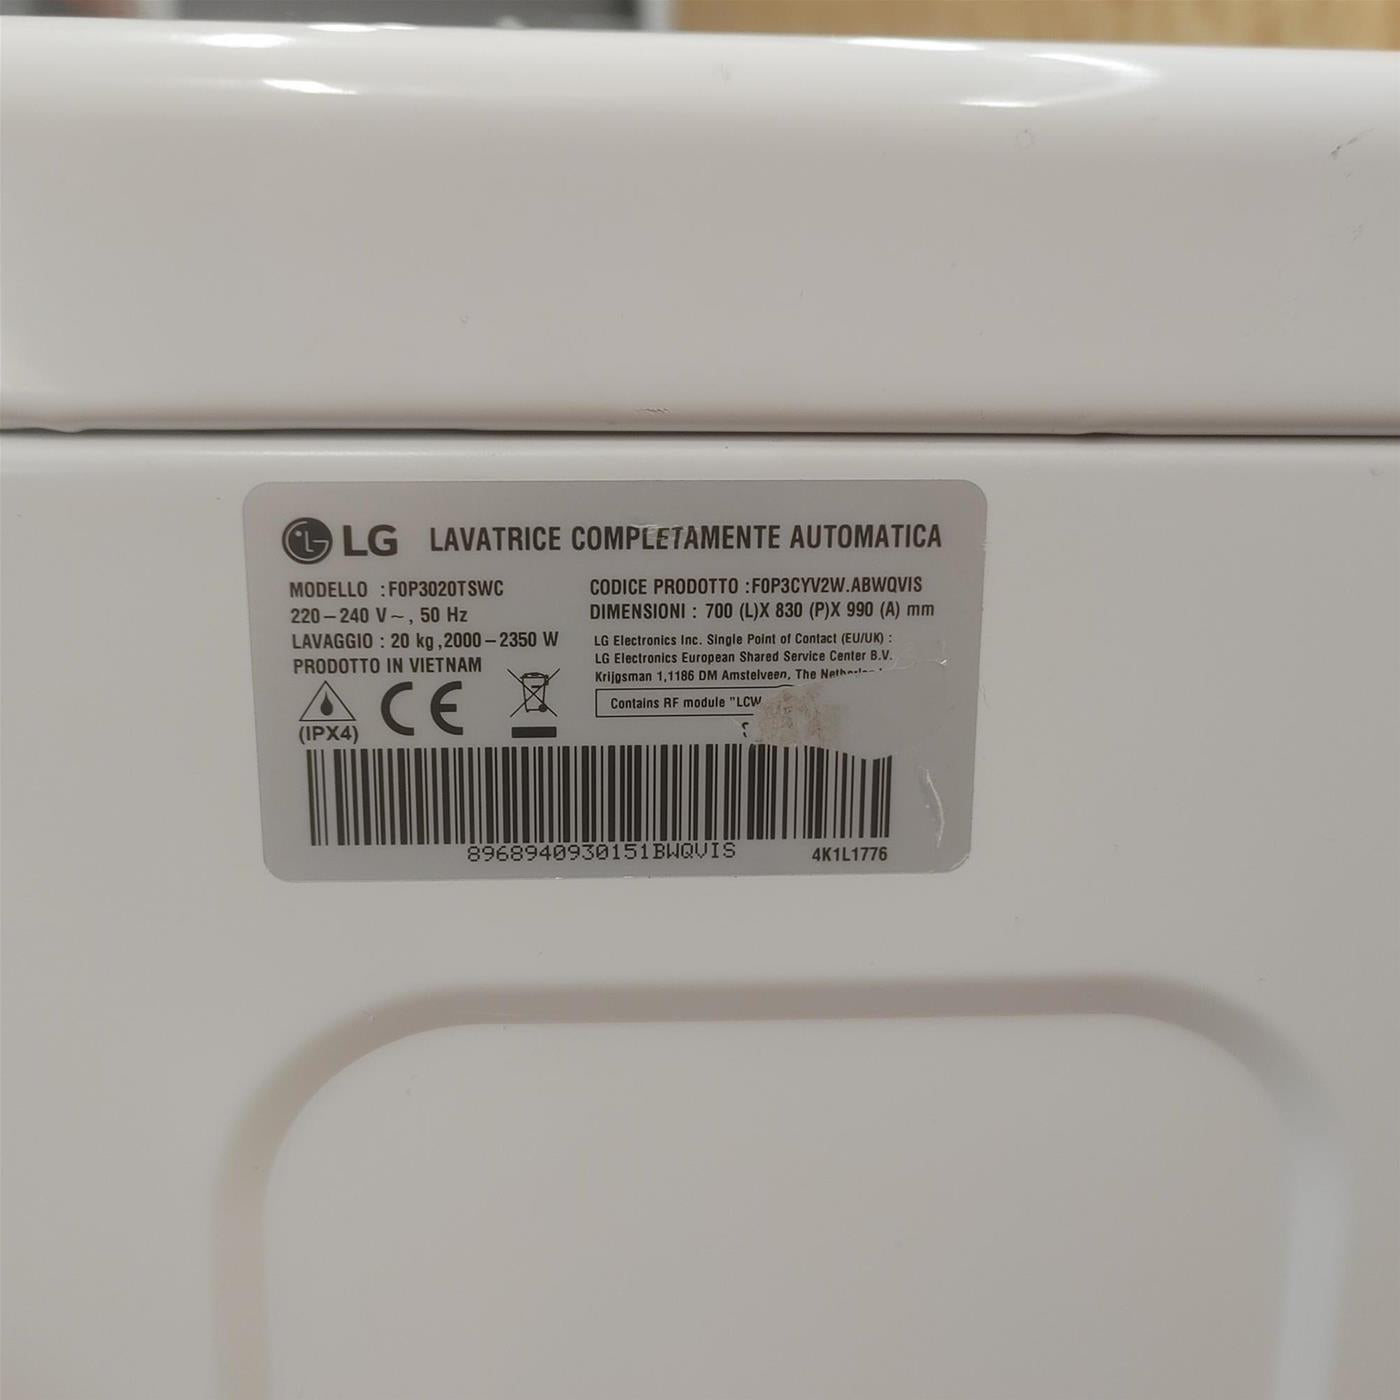 LG LAVATRICE COMPLETAMENTE AUTOMATICA
MODELLO :F0P3020TSWC
220-240 V~, 50 Hz
LAVAGGIO : 20 kg ,2000-2350 W
PRODOTTO IN VIETNAM
CODICE PRODOTTO :F0P3CYV2W.ABWQVIS
DIMENSIONI : 700 (L)X 830 (P)X 990 (A) mm
LG Electronics Inc. Single Point of Contact (EU/UK) :
LG Electronics European Shared Service Center B.V.
Krijgsman 1,1186 DM Amstelveen, The
Contains RF module "LCW
(IPX4)
CE
8968940930151BWQVIS
4K1L1776